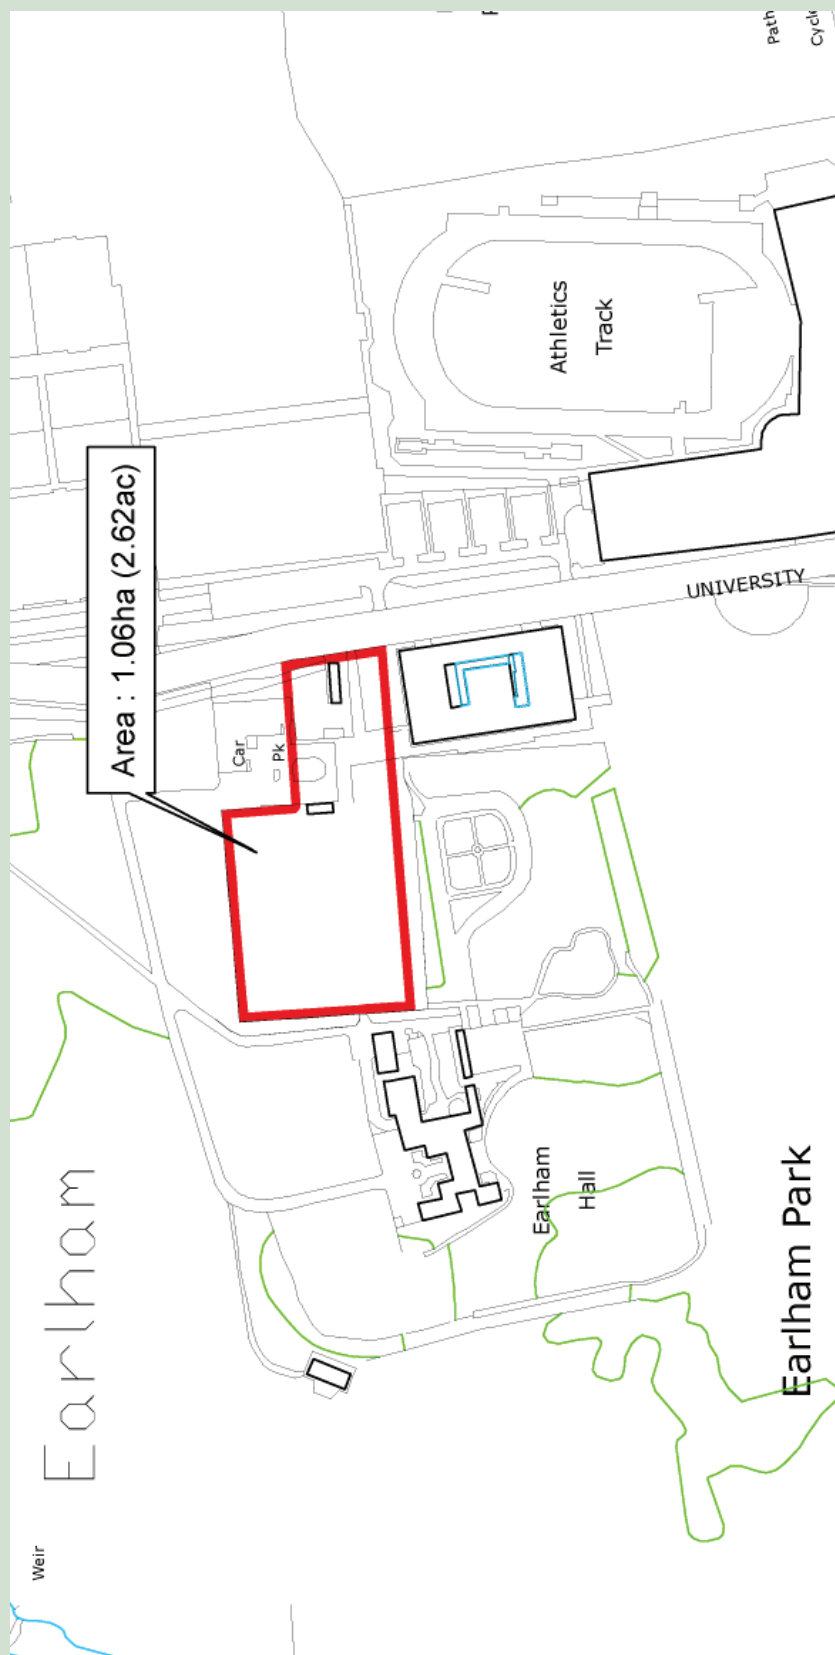 Path
Cycle
Athletics
Track
Area : 1.06ha (2.62ac)
UNIVERSITY
Car
Pk
Earlham
Earlham
Hall
Earlham Park
Weir